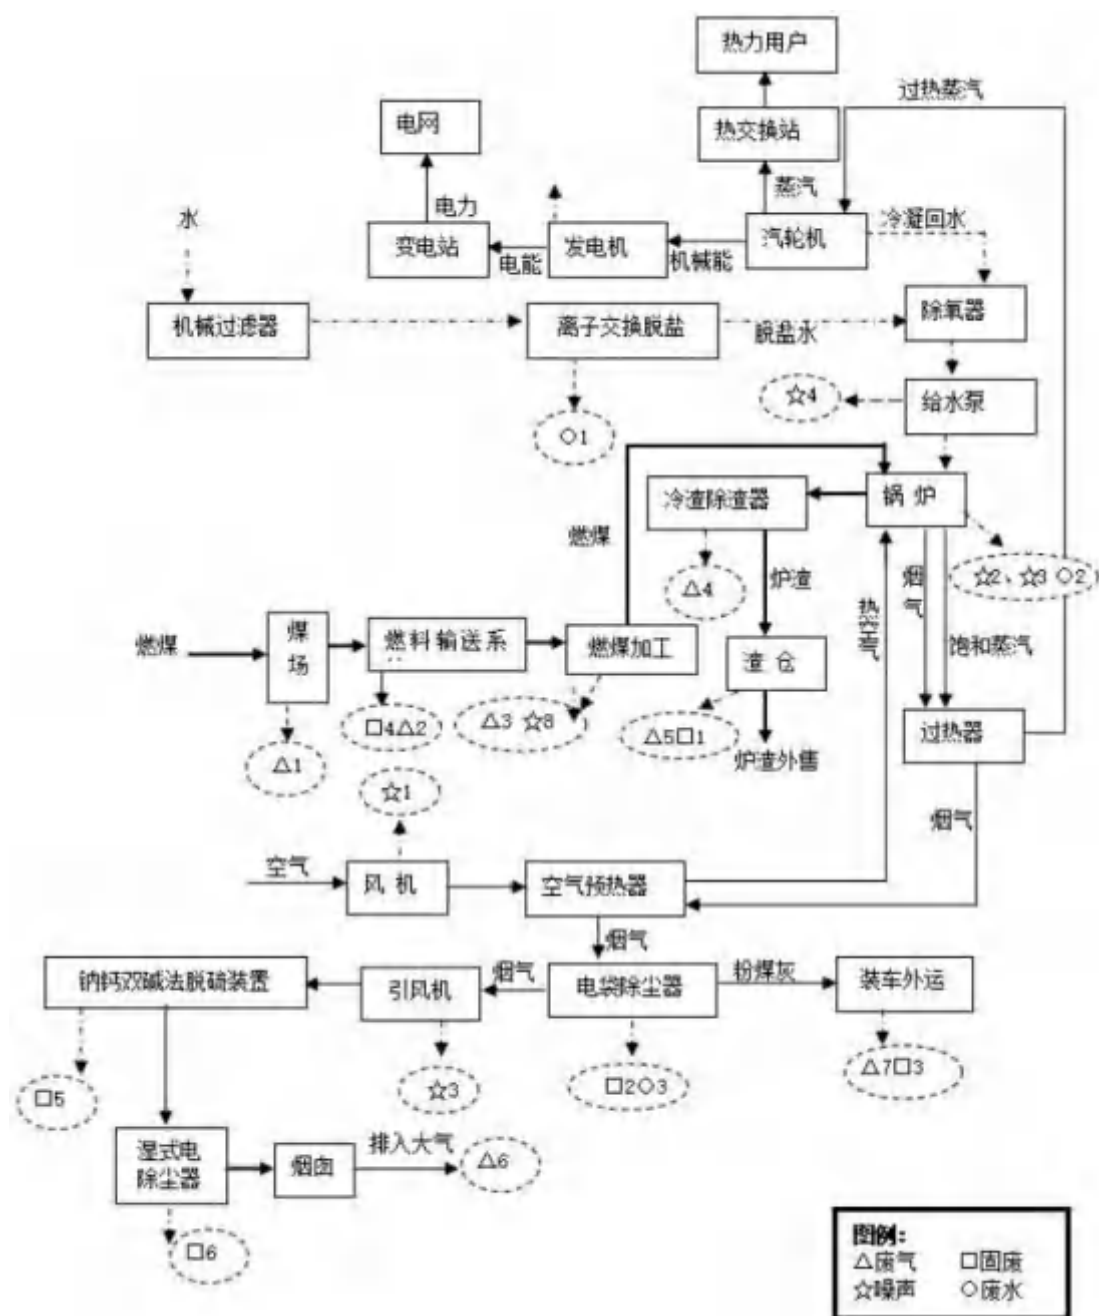 热力用户
过热蒸汽
电网
热交换站
蒸汽
水
电力
冷凝回水
变电站
电能
发电机
机械能
汽轮机
机械过滤器
离子交换脱盐
脱盐水
除氧器
☆4
给水泵
○1
冷渣除渣器
锅炉
燃煤
△4
炉渣
烟气
☆2、☆3 ○2
热空气
饱和蒸汽
燃煤
煤场
燃料输送系
燃煤加工
渣仓
□4△2
△3 ☆8
△5□1
炉渣外售
过热器
△1
☆1
烟气
空气
风机
空气预热器
烟气
钠钙双碱法脱硫装置
引风机
烟气
电袋除尘器
粉煤灰
装车外运
□5
☆3
□2○3
△7□3
湿式电
除尘器
烟囱
排入大气
△6
□6
图例:
△废气 □固废
☆噪声 ○废水